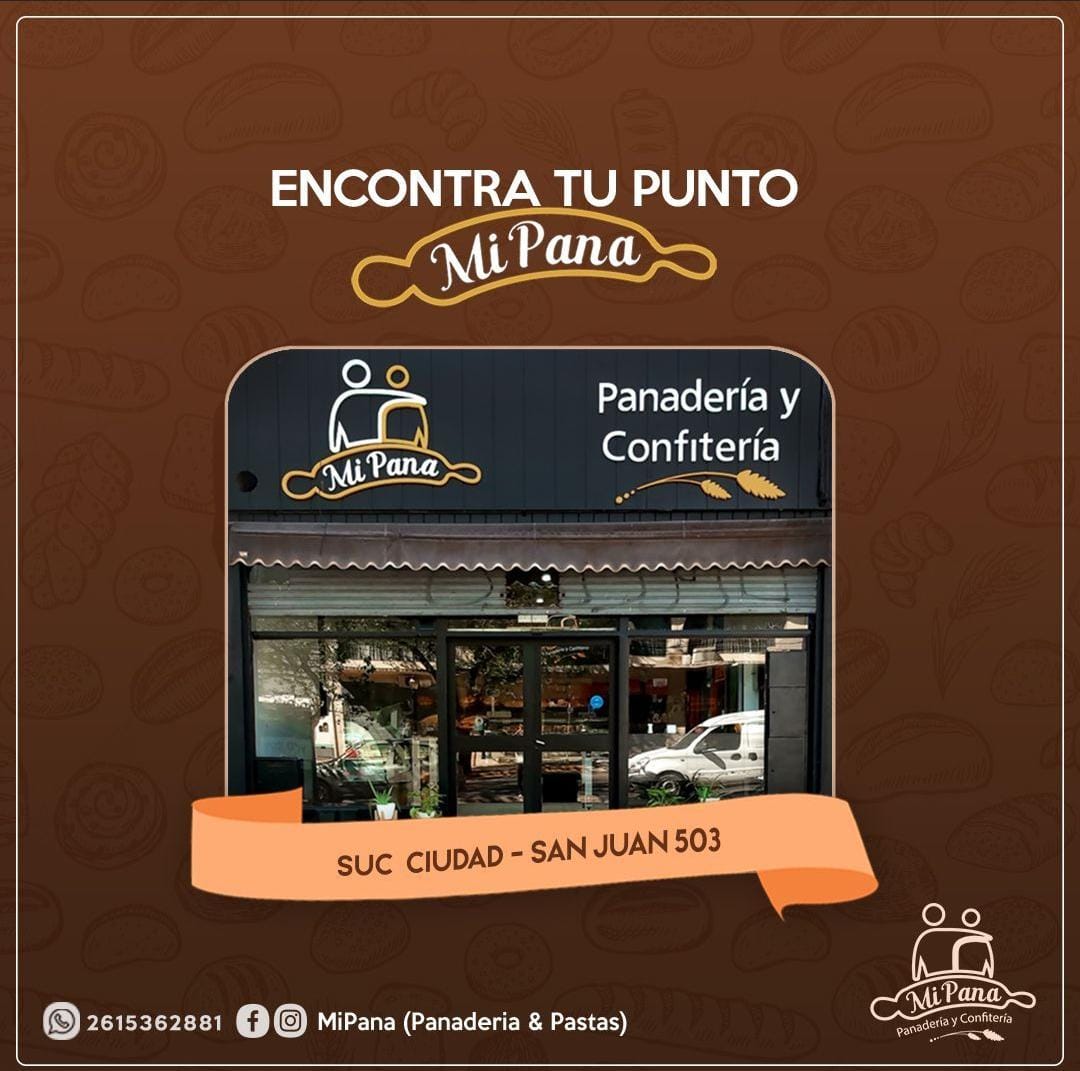 ENCONTRA TU PUNTO
Mi Pana
Mi Pana
Panadería y
Confitería
SUC CIUDAD - SAN JUAN 503
2615362881 MiPana (Panaderia & Pastas)
Mi Pana
Panadería y Confitería